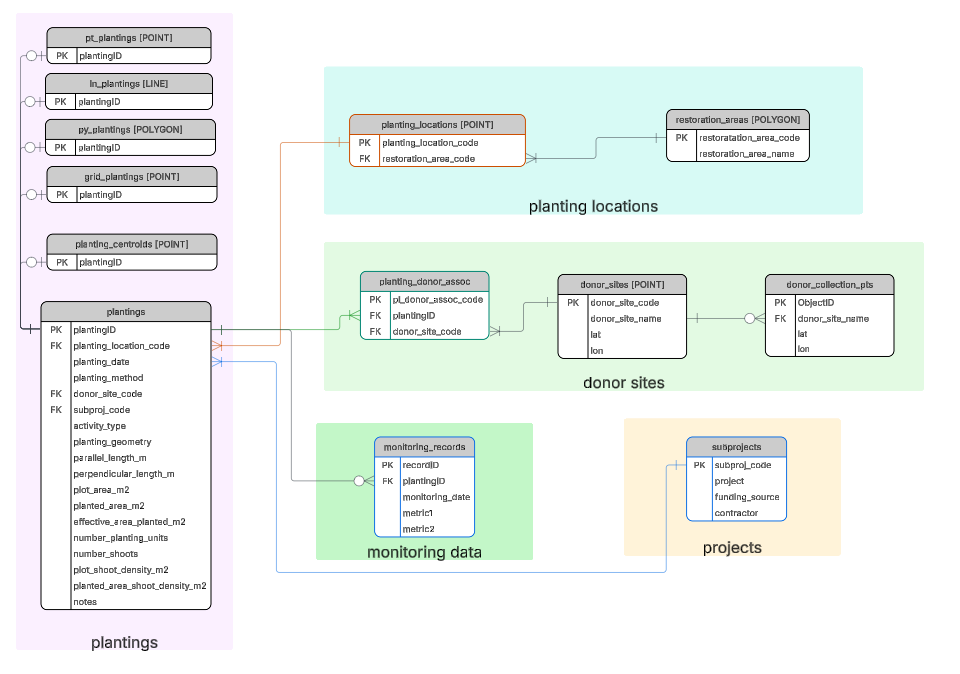 pt_plantings [POINT]
PK plantingID
ln_plantings [LINE]
PK plantingID
py_plantings [POLYGON]
PK plantingID
grid_plantings [POINT]
PK plantingID
planting_centroids [POINT]
PK plantingID
plantings
PK plantingID
FK planting_location_code
planting_date
planting_method
FK donor_site_code
FK subproj_code
activity_type
planting_geometry
parallel_length_m
perpendicular_length_m
plot_area_m2
planted_area_m2
effective_area_planted_m2
number_planting_units
number_shoots
plot_shoot_density_m2
planted_area_shoot_density_m2
notes
plantings
planting_locations [POINT]
PK planting_location_code
FK restoration_area_code
restoration_areas [POLYGON]
PK restoratation_area_code
restoration_area_name
planting locations
planting_donor_assoc
PK pl_donor_assoc_code
FK plantingID
FK donor_site_code
donor_sites [POINT]
PK donor_site_code
donor_site_name
lat
lon
donor_collection_pts
PK ObjectID
FK donor_site_name
lat
lon
donor sites
monitoring_records
PK recordID
FK plantingID
monitoring_date
metric1
metric2
monitoring data
subprojects
PK subproj_code
project
funding_source
contractor
projects